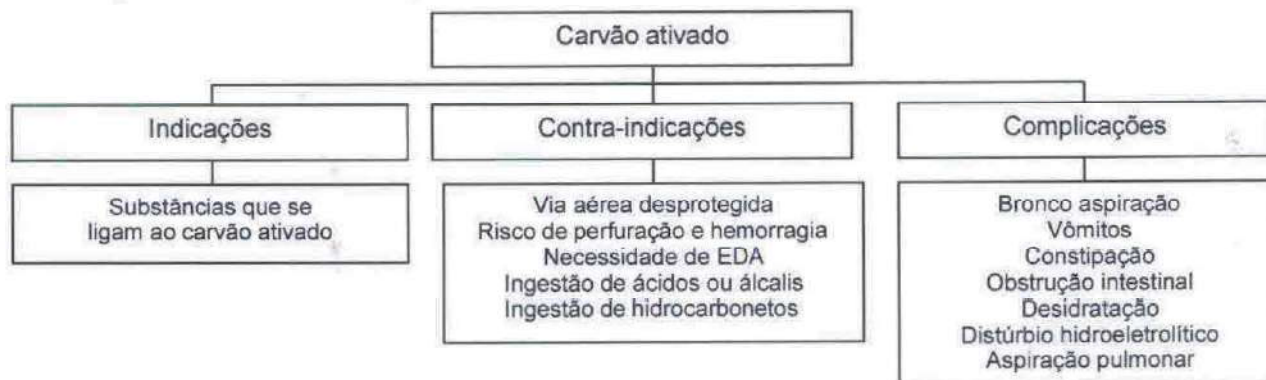 Carvão ativado
Indicações
Substâncias que se
ligam ao carvão ativado
Contra-indicações
Via aérea desprotegida
Risco de perfuração e hemorragia
Necessidade de EDA
Ingestão de ácidos ou álcalis
Ingestão de hidrocarbonetos
Complicações
Bronco aspiração
Vômitos
Constipação
Obstrução intestinal
Desidratação
Distúrbio hidroeletrolítico
Aspiração pulmonar